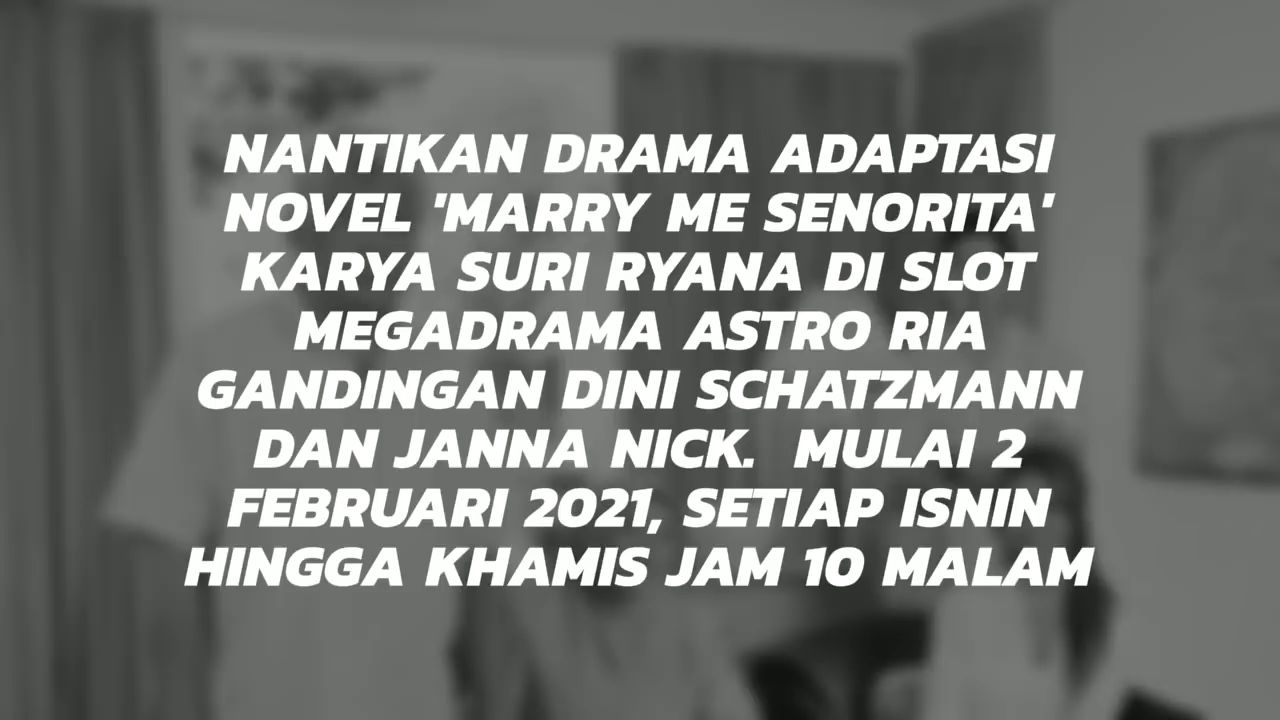 NANTIKAN DRAMA ADAPTASI
NOVEL 'MARRY ME SENORITA'
KARYA SURI RYANA DI SLOT
MEGADRAMA ASTRO RIA
GANDINGAN DINI SCHATZMANN
DAN JANNA NICK.  MULAI 2
FEBRUARI 2021, SETIAP ISNIN
HINGGA KHAMIS JAM 10 MALAM